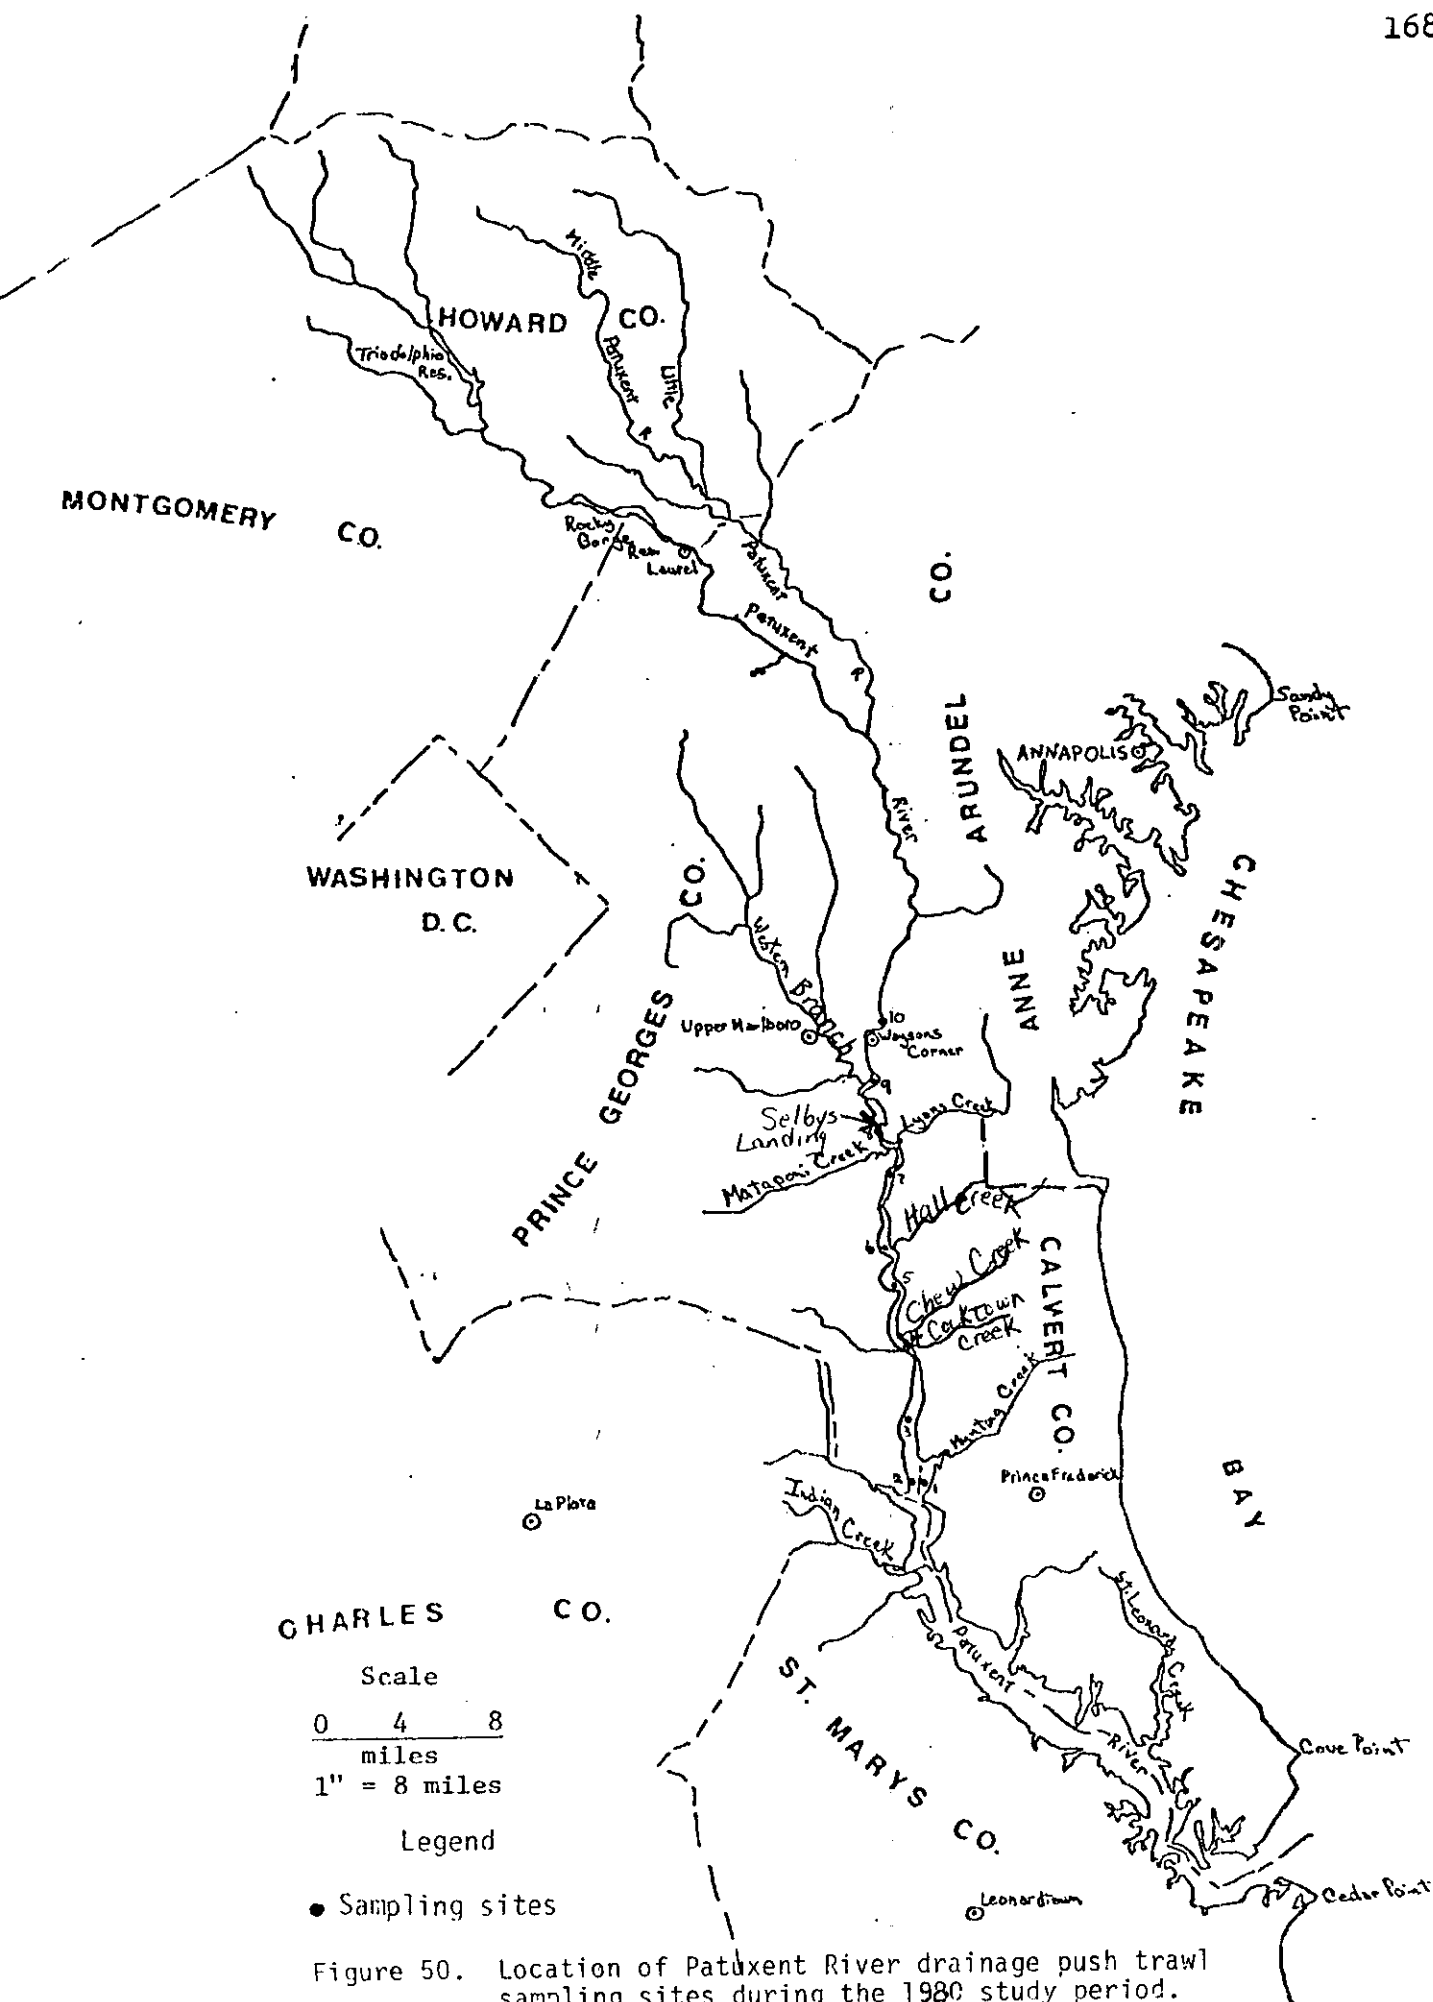 168
HOWARD CO.
Middle
Patuxent
R
Little
Triadelphia
Res.
MONTGOMERY CO.
Rocky
Gorge
Res.
Laurel
Patuxent
R
Patuxent
River
ANNE ARUNDEL CO.
Sandy
Point
ANNAPOLIS
CHESAPEAKE BAY
WASHINGTON
D.C.
PRINCE GEORGES CO.
Western Branch
Upper Marlboro
10
Waysons
Corner
9
Selbys
Landing
Lyons Creek
Mataponi Creek
7
Hall Creek
6
5
Chew Creek
4
Cocktown
Creek
CALVERT CO.
3
Hunting Creek
2
1
Prince Frederick
Indian Creek
La Plata
CHARLES CO.
St. Leonard
Creek
Patuxent
River
ST. MARYS CO.
Cove Point
Cedar Point
Leonardtown
Scale
0 4 8
miles
1" = 8 miles
Legend
● Sampling sites
Figure 50. Location of Patuxent River drainage push trawl
sampling sites during the 1980 study period.